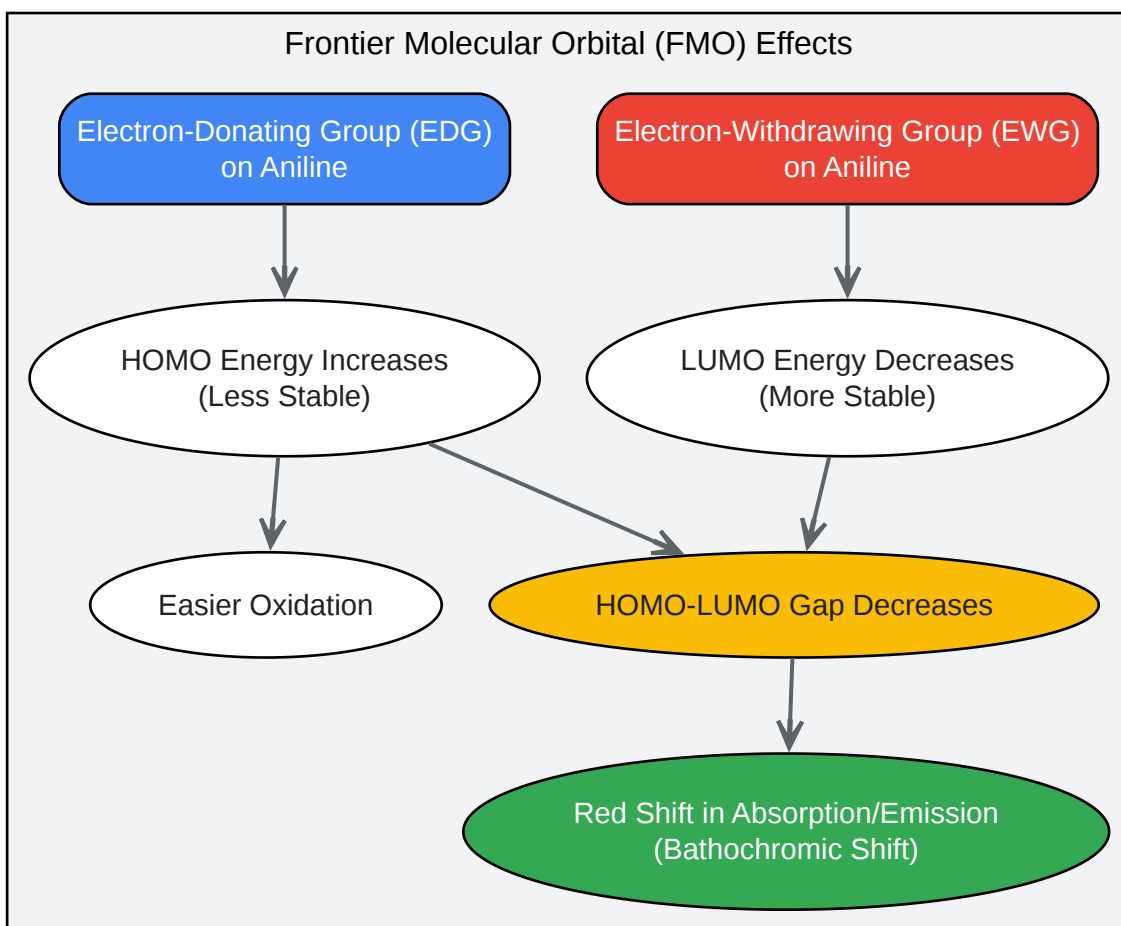 Frontier Molecular Orbital (FMO) Effects
Electron-Donating Group (EDG)
on Aniline
Electron-Withdrawing Group (EWG)
on Aniline
HOMO Energy Increases
(Less Stable)
LUMO Energy Decreases
(More Stable)
Easier Oxidation
HOMO-LUMO Gap Decreases
Red Shift in Absorption/Emission
(Bathochromic Shift)